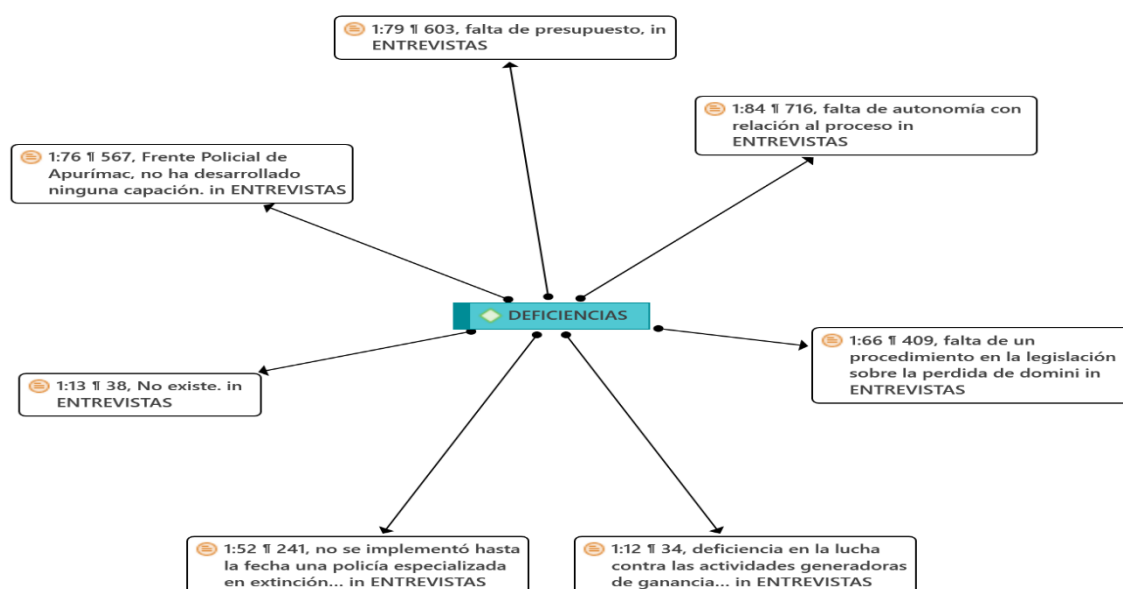 1:79 ¶ 603, falta de presupuesto, in
ENTREVISTAS
1:84 ¶ 716, falta de autonomía con
relación al proceso in
ENTREVISTAS
1:76 ¶ 567, Frente Policial de
Apurímac, no ha desarrollado
ninguna capación. in ENTREVISTAS
DEFICIENCIAS
1:66 ¶ 409, falta de un
procedimiento en la legislación
sobre la perdida de domini in
ENTREVISTAS
1:13 ¶ 38, No existe. in
ENTREVISTAS
1:52 ¶ 241, no se implementó hasta
la fecha una policía especializada
en extinción... in ENTREVISTAS
1:12 ¶ 34, deficiencia en la lucha
contra las actividades generadoras
de ganancia... in ENTREVISTAS